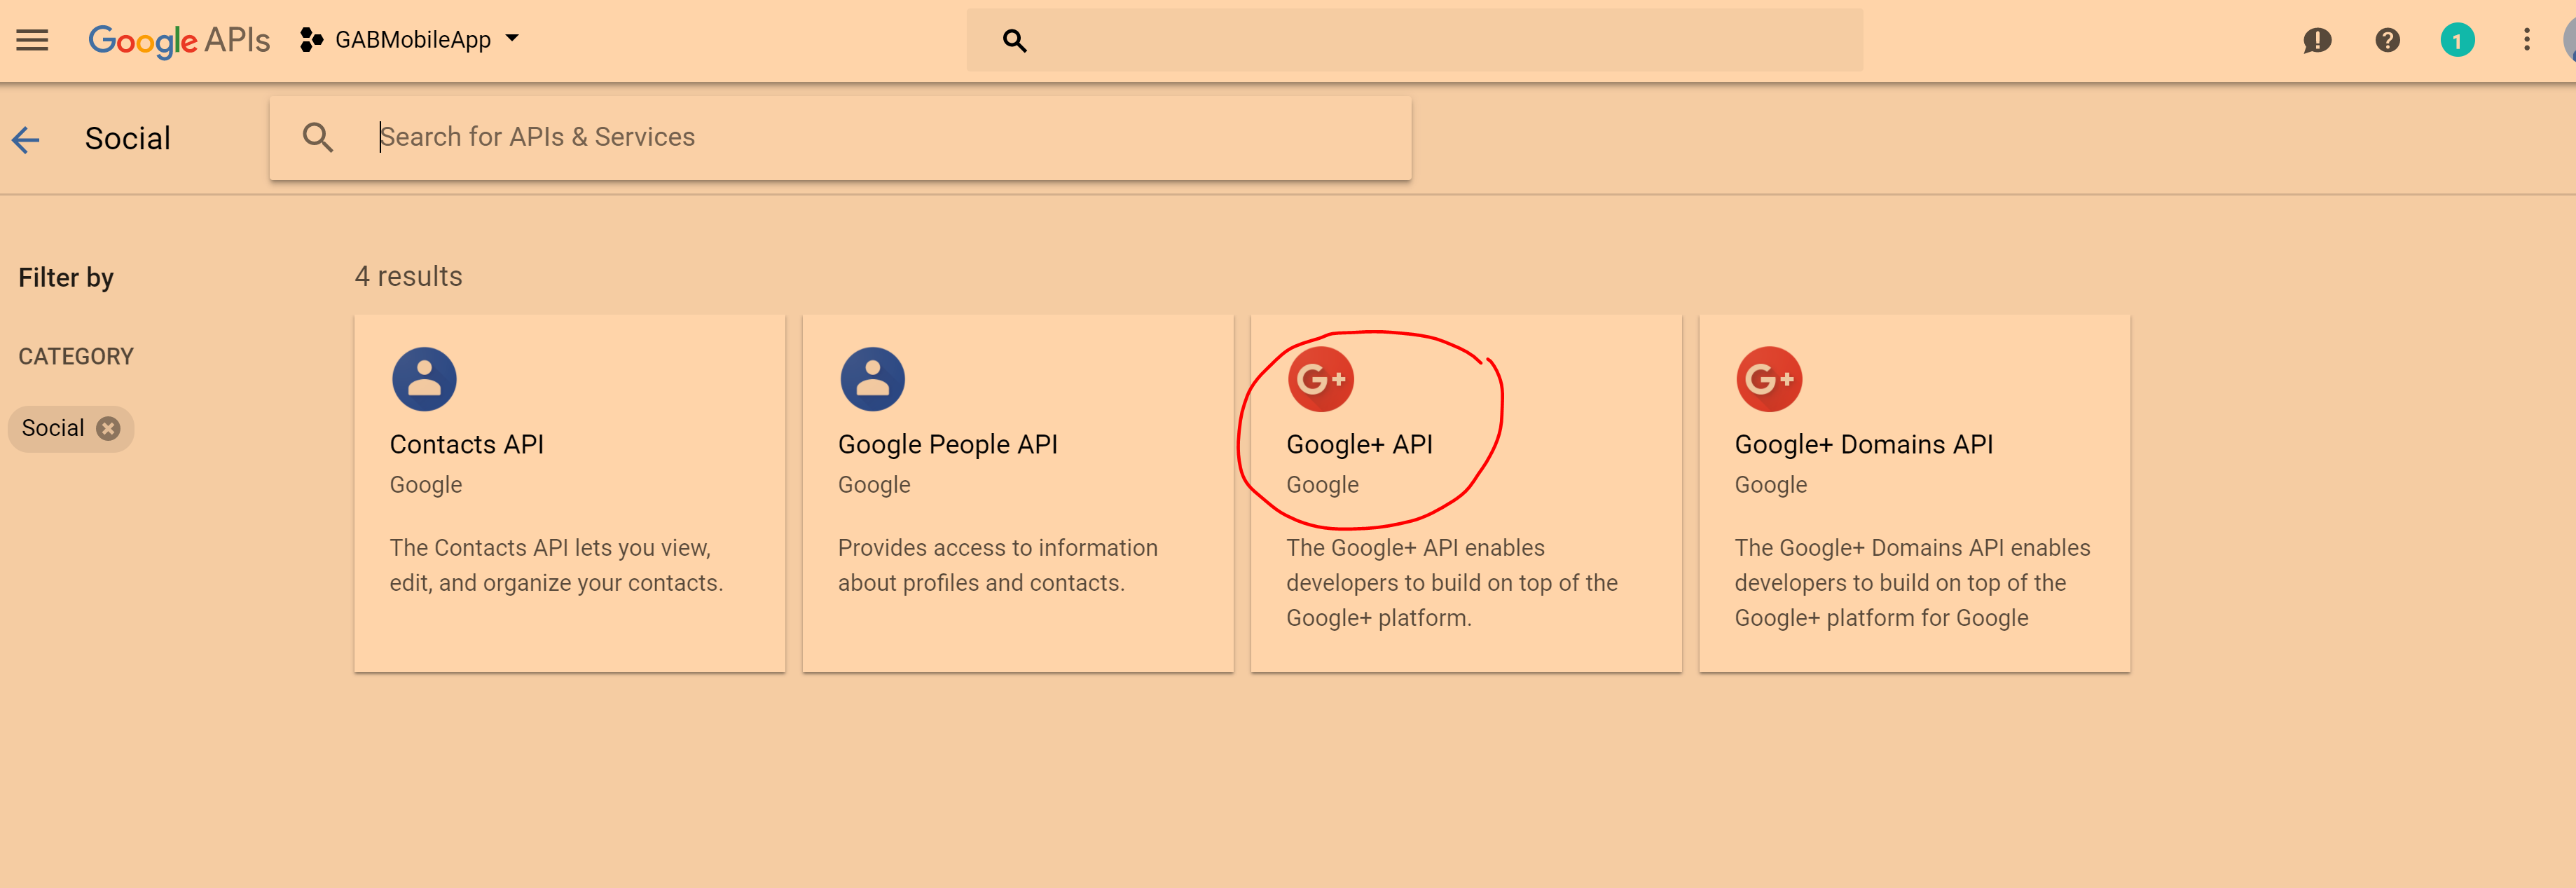 Google APIs GABMobileApp 1
Social Search for APIs & Services
Filter by
CATEGORY
Social
4 results
G+
G+
Contacts API
Google
The Contacts API lets you view,
edit, and organize your contacts.
Google People API
Google
Provides access to information
about profiles and contacts.
Google+ API
Google
The Google+ API enables
developers to build on top of the
Google+ platform.
Google+ Domains API
Google
The Google+ Domains API enables
developers to build on top of the
Google+ platform for Google